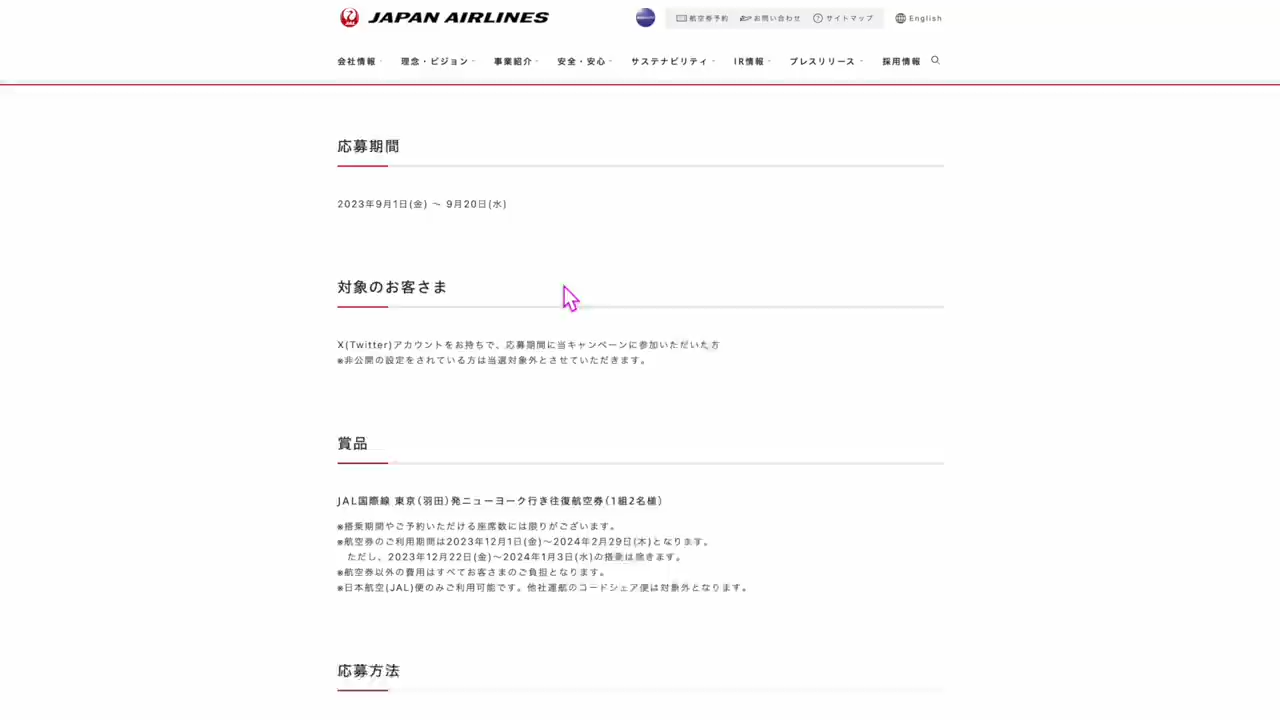 JAPAN AIRLINES
航空券予約 お問い合わせ サイトマップ English
会社情報 理念・ビジョン 事業紹介 安全・安心 サステナビリティ IR情報 プレスリリース 採用情報
応募期間
2023年9月1日(金) ～ 9月20日(水)
対象のお客さま
X(Twitter)アカウントをお持ちで、応募期間に当キャンペーンに参加いただいた方
※非公開の設定をされている方は当選対象外とさせていただきます。
賞品
JAL国際線 東京（羽田）発ニューヨーク行き往復航空券（1組2名様）
※搭乗期間やご予約いただける座席数には限りがございます。
※航空券のご利用期間は2023年12月1日(金)～2024年2月29日(木)となります。
ただし、2023年12月22日(金)～2024年1月3日(水)の搭乗は除きます。
※航空券以外の費用はすべてお客さまのご負担となります。
※日本航空(JAL)便のみご利用可能です。他社運航のコードシェア便は対象外となります。
応募方法